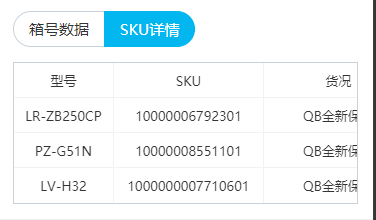 箱号数据 SKU详情
型号 SKU 货况
LR-ZB250CP 10000006792301 QB全新保
PZ-G51N 10000008551101 QB全新保
LV-H32 1000000007710601 QB全新保